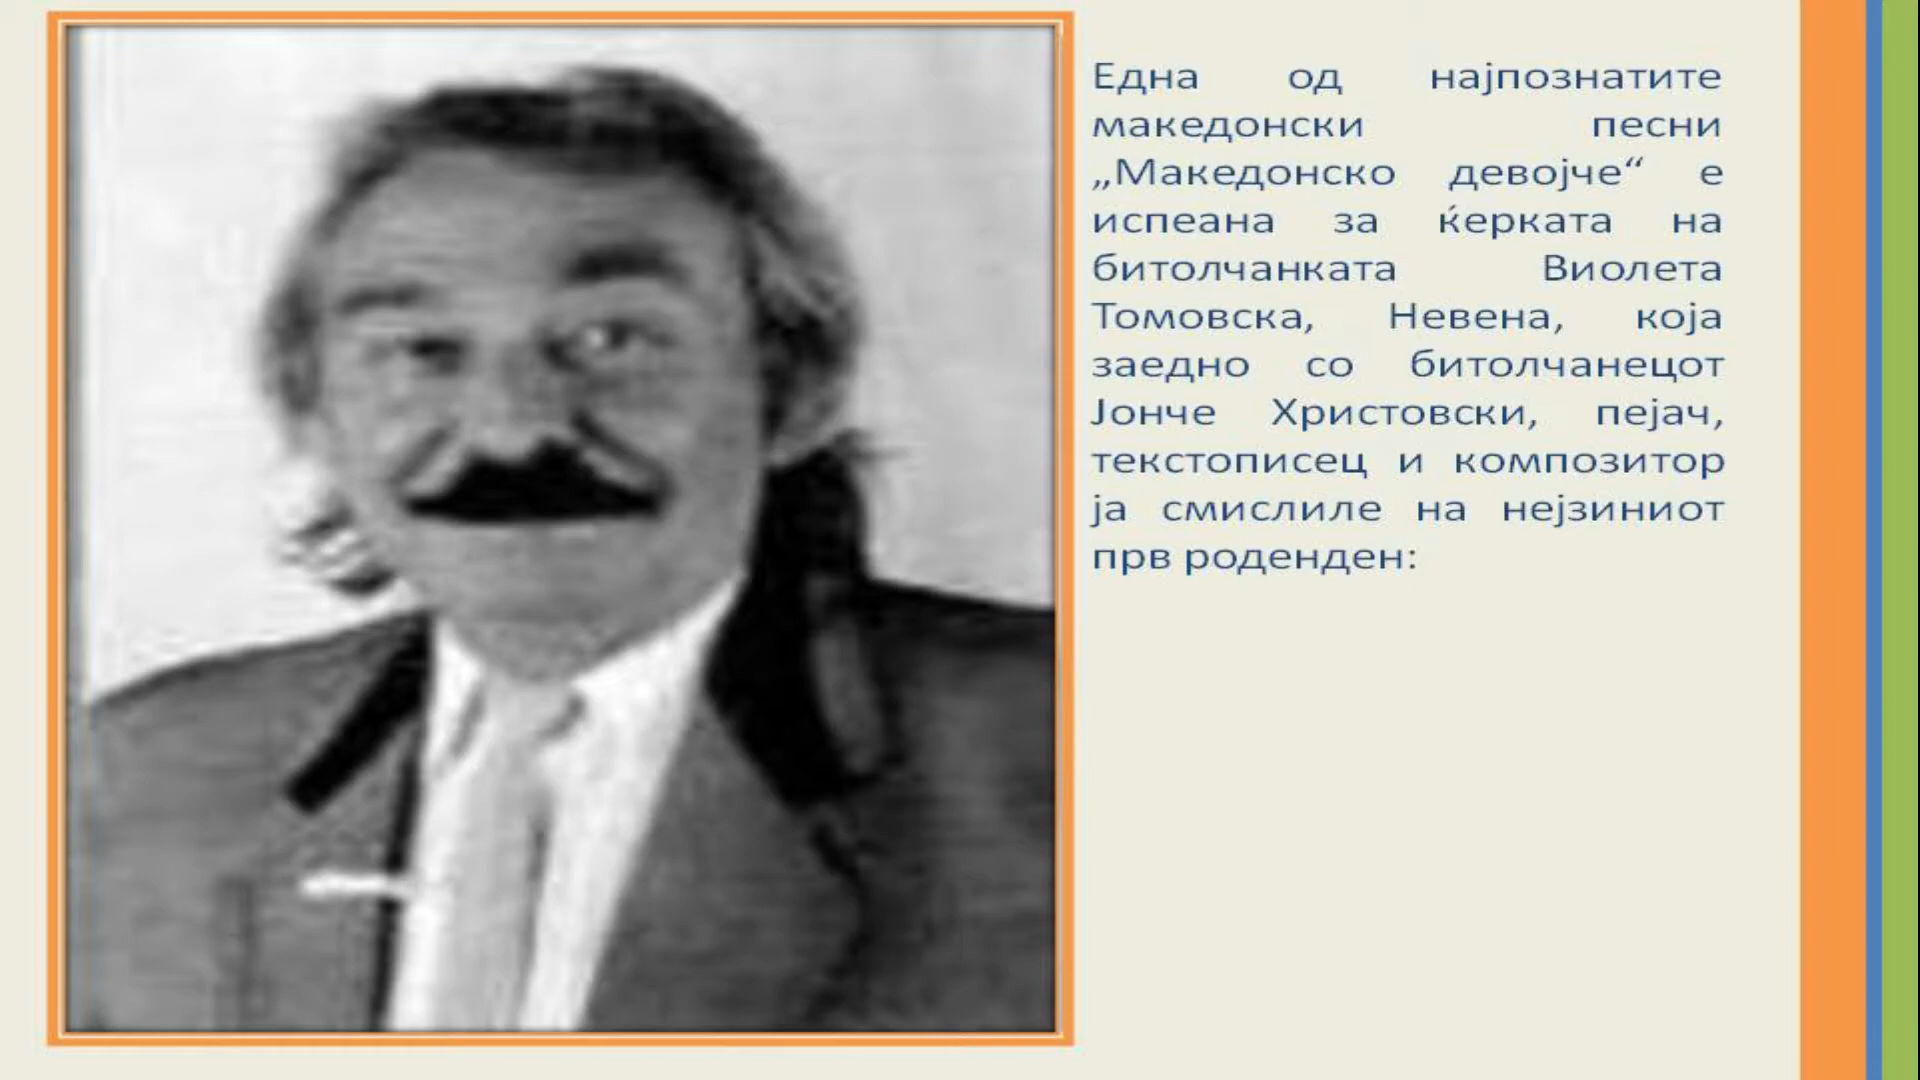 Една од најпознатите
македонски песни
„Македонско девојче“ е
испеана за ќерката на
битолчанката Виолета
Томовска, Невена, која
заедно со битолчанецот
Јонче Христовски, пејач,
текстописец и композитор
ја смислиле на нејзиниот
прв роденден: